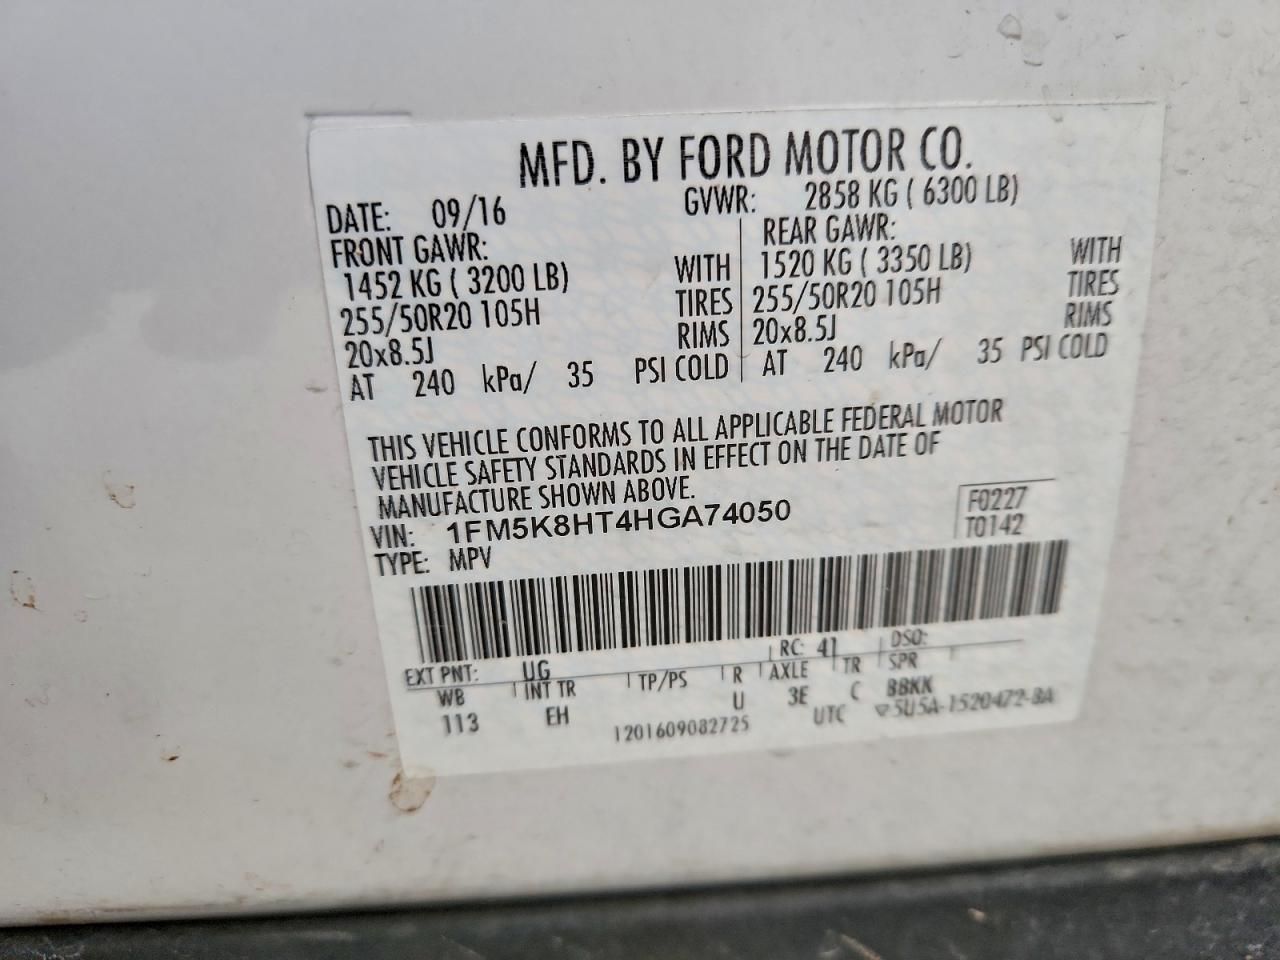 MFD. BY FORD MOTOR CO.
DATE: 09/16 GVWR: 2858 KG ( 6300 LB)
FRONT GAWR: REAR GAWR:
1452 KG ( 3200 LB) WITH 1520 KG ( 3350 LB) WITH
255/50R20 105H TIRES 255/50R20 105H TIRES
20x8.5J RIMS 20x8.5J RIMS
AT 240 kPa/ 35 PSI COLD AT 240 kPa/ 35 PSI COLD
THIS VEHICLE CONFORMS TO ALL APPLICABLE FEDERAL MOTOR
VEHICLE SAFETY STANDARDS IN EFFECT ON THE DATE OF
MANUFACTURE SHOWN ABOVE.
VIN: 1FM5K8HT4HGA74050 F0227
TYPE: MPV T0142
EXT PNT: UG RC: 41 DSO:
WB INT TR TP/PS R AXLE TR SPR
113 EH U 3E C BBKK
1201609082725 UTC ▽5U5A-1520472-BA